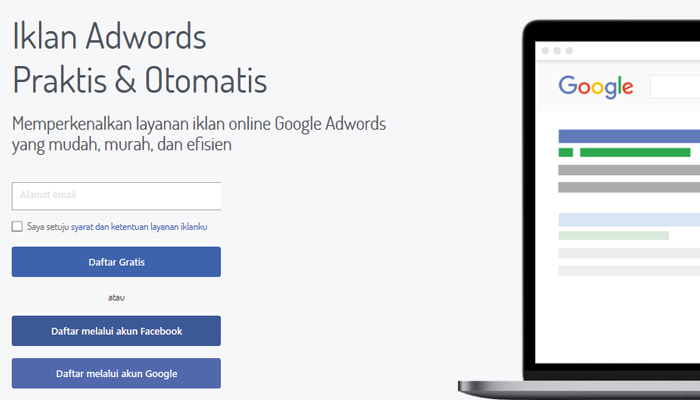 Iklan Adwords
Praktis & Otomatis
Memperkenalkan layanan iklan online Google Adwords
yang mudah, murah, dan efisien
Alamat email
Saya setuju syarat dan ketentuan layanan iklanku
Daftar Gratis
atau
Daftar melalui akun Facebook
Daftar melalui akun Google
Google